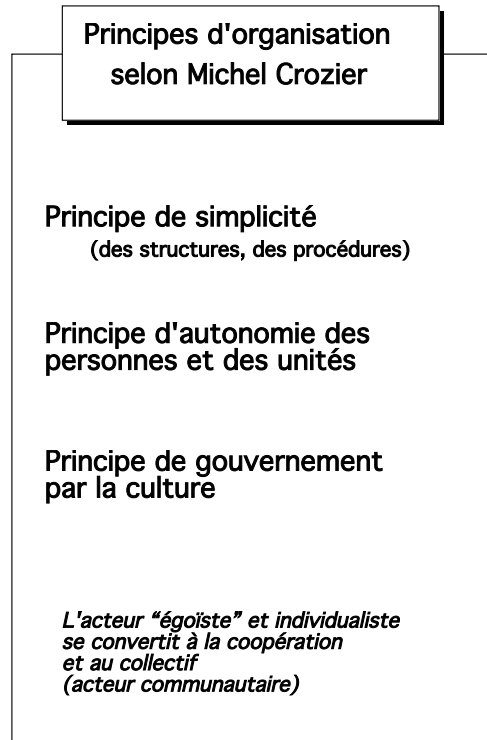 Principes d'organisation
selon Michel Crozier
Principe de simplicité
(des structures, des procédures)
Principe d'autonomie des
personnes et des unités
Principe de gouvernement
par la culture
L'acteur “égoïste” et individualiste
se convertit à la coopération
et au collectif
(acteur communautaire)